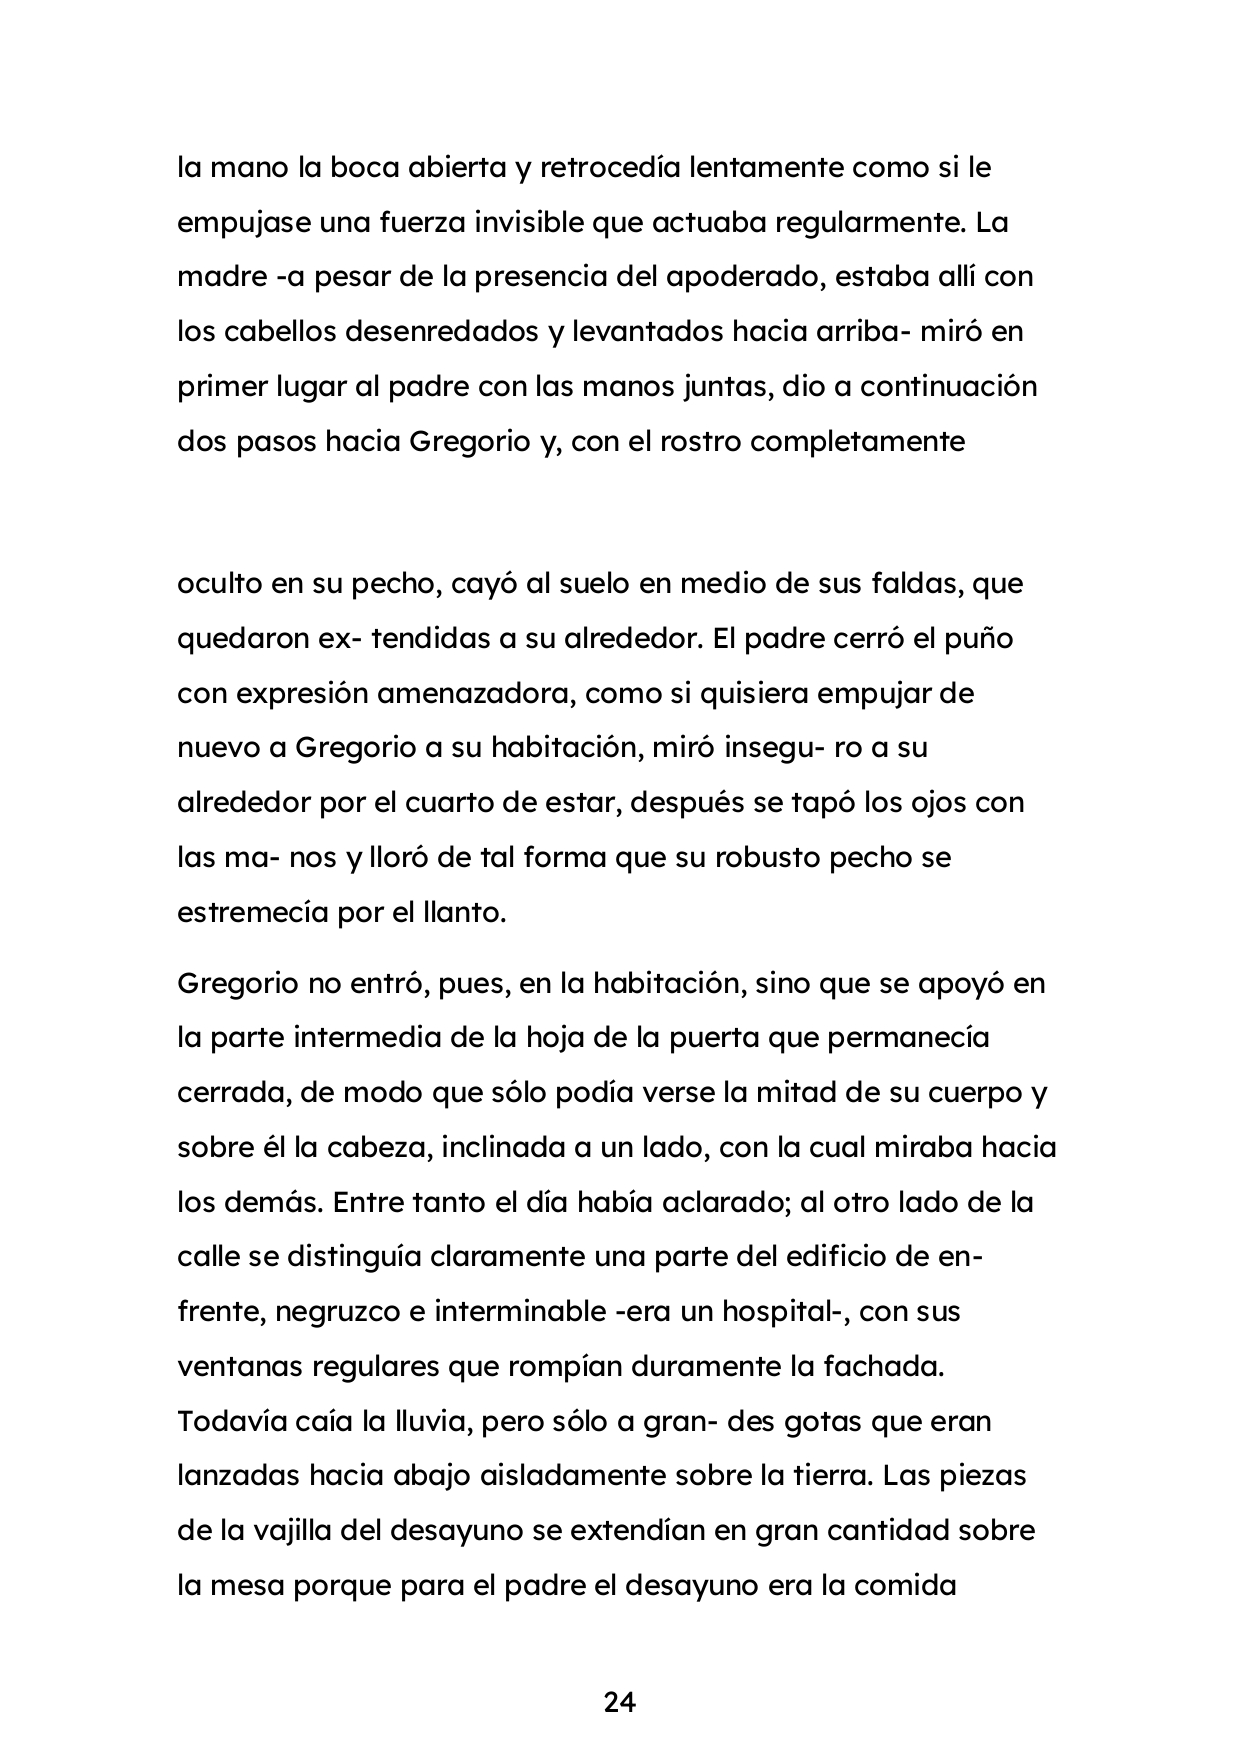 la mano la boca abierta y retrocedía lentamente como si le
empujase una fuerza invisible que actuaba regularmente. La
madre -a pesar de la presencia del apoderado, estaba allí con
los cabellos desenredados y levantados hacia arriba- miró en
primer lugar al padre con las manos juntas, dio a continuación
dos pasos hacia Gregorio y, con el rostro completamente
oculto en su pecho, cayó al suelo en medio de sus faldas, que
quedaron ex- tendidas a su alrededor. El padre cerró el puño
con expresión amenazadora, como si quisiera empujar de
nuevo a Gregorio a su habitación, miró insegu- ro a su
alrededor por el cuarto de estar, después se tapó los ojos con
las ma- nos y lloró de tal forma que su robusto pecho se
estremecía por el llanto.
Gregorio no entró, pues, en la habitación, sino que se apoyó en
la parte intermedia de la hoja de la puerta que permanecía
cerrada, de modo que sólo podía verse la mitad de su cuerpo y
sobre él la cabeza, inclinada a un lado, con la cual miraba hacia
los demás. Entre tanto el día había aclarado; al otro lado de la
calle se distinguía claramente una parte del edificio de en-
frente, negruzco e interminable -era un hospital-, con sus
ventanas regulares que rompían duramente la fachada.
Todavía caía la lluvia, pero sólo a gran- des gotas que eran
lanzadas hacia abajo aisladamente sobre la tierra. Las piezas
de la vajilla del desayuno se extendían en gran cantidad sobre
la mesa porque para el padre el desayuno era la comida
24